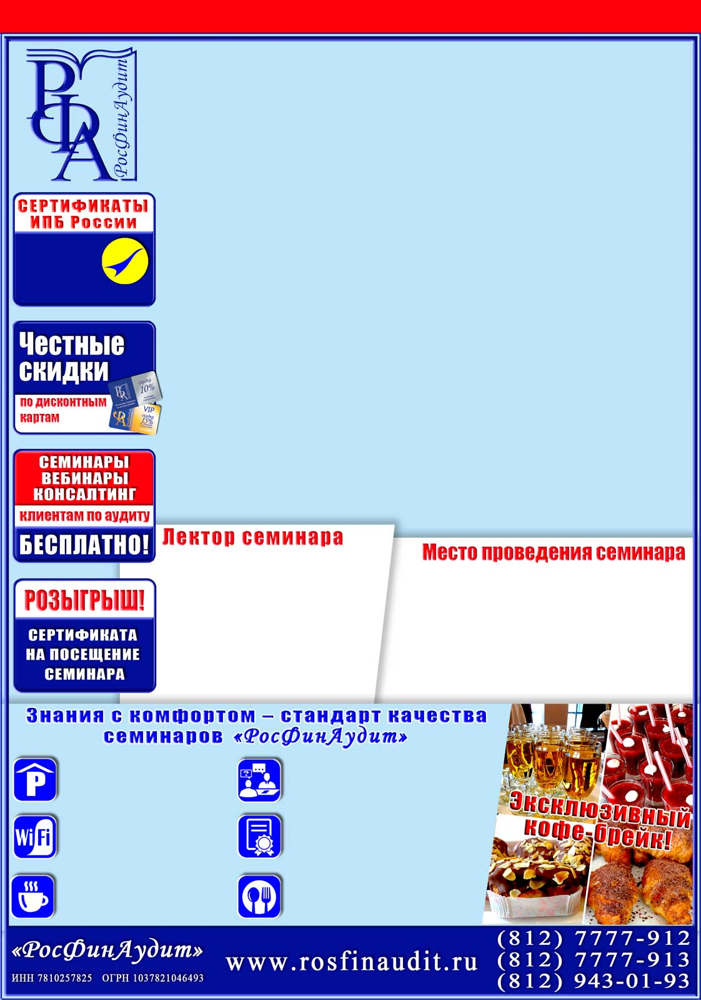 РФА
РосФинАудит
СЕРТИФИКАТЫ
ИПБ России
Честные
скидки
по дисконтным
картам
скидка
10%
VIP
скидка
15%
СЕМИНАРЫ
ВЕБИНАРЫ
КОНСАЛТИНГ
клиентам по аудиту
БЕСПЛАТНО!
РОЗЫГРЫШ!
СЕРТИФИКАТА
НА ПОСЕЩЕНИЕ
СЕМИНАРА
Лектор семинара
Место проведения семинара
Знания с комфортом – стандарт качества
семинаров «РосФинАудит»
P
WiFi
?
Эксклюзивный
кофе-брейк!
«РосФинАудит»
ИНН 7810257825 ОГРН 1037821046493
www.rosfinaudit.ru
(812) 7777-912
(812) 7777-913
(812) 943-01-93